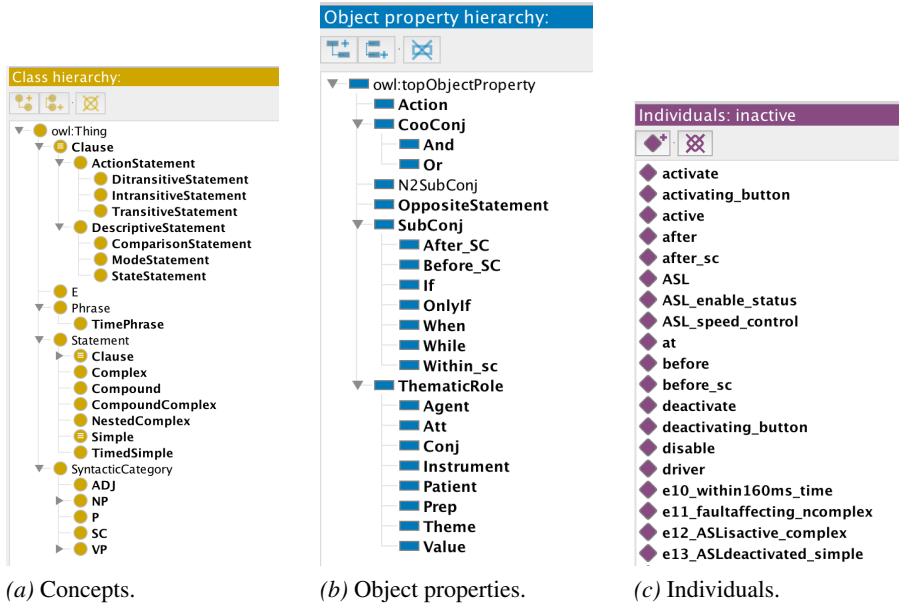 Class hierarchy:
owl:Thing
Clause
ActionStatement
DitransitiveStatement
IntransitiveStatement
TransitiveStatement
DescriptiveStatement
ComparisonStatement
ModeStatement
StateStatement
E
Phrase
TimePhrase
Statement
Clause
Complex
Compound
CompoundComplex
NestedComplex
Simple
TimedSimple
SyntacticCategory
ADJ
NP
P
SC
VP
(a) Concepts.
Object property hierarchy:
owl:topObjectProperty
Action
CooConj
And
Or
N2SubConj
OppositeStatement
SubConj
After_SC
Before_SC
If
OnlyIf
When
While
Within_sc
ThematicRole
Agent
Att
Conj
Instrument
Patient
Prep
Theme
Value
(b) Object properties.
Individuals: inactive
activate
activating_button
active
after
after_sc
ASL
ASL_enable_status
ASL_speed_control
at
before
before_sc
deactivate
deactivating_button
disable
driver
e10_within160ms_time
e11_faultaffecting_ncomplex
e12_ASLisactive_complex
e13_ASLdeactivated_simple
(c) Individuals.